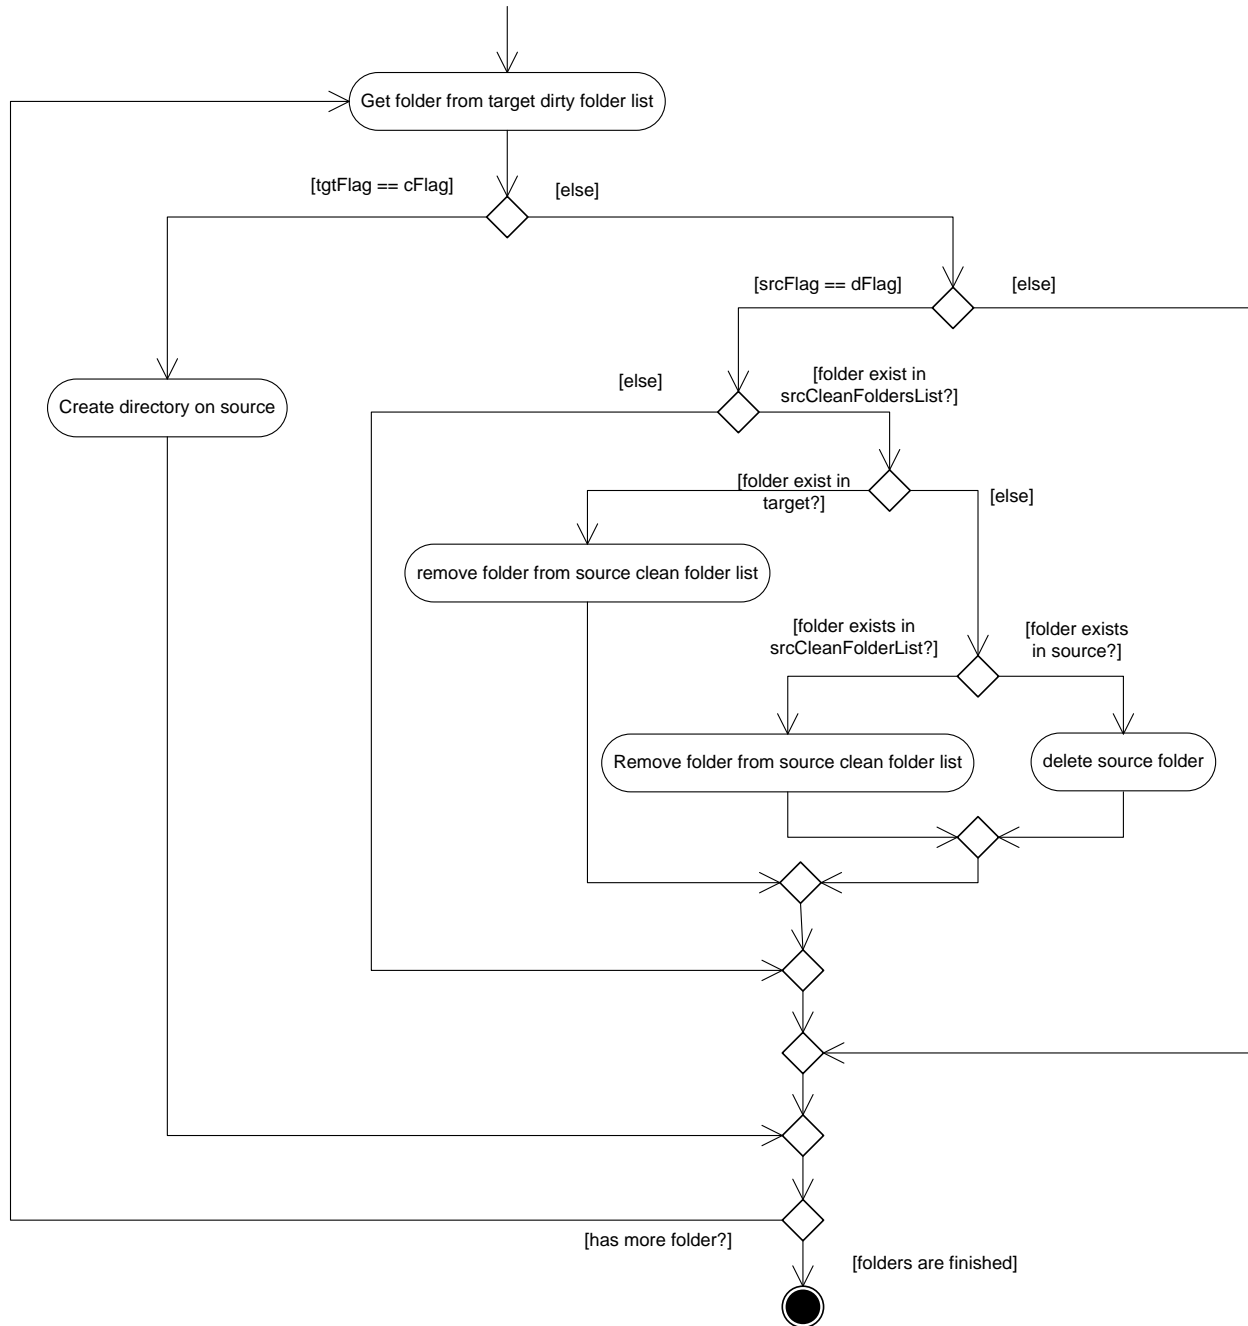 Get folder from target dirty folder list
[tgtFlag == cFlag]
[else]
[srcFlag == dFlag]
[else]
[else]
[folder exist in
srcCleanFoldersList?]
Create directory on source
[folder exist in
target?]
[else]
remove folder from source clean folder list
[folder exists in
srcCleanFolderList?]
[folder exists
in source?]
Remove folder from source clean folder list
delete source folder
[has more folder?]
[folders are finished]